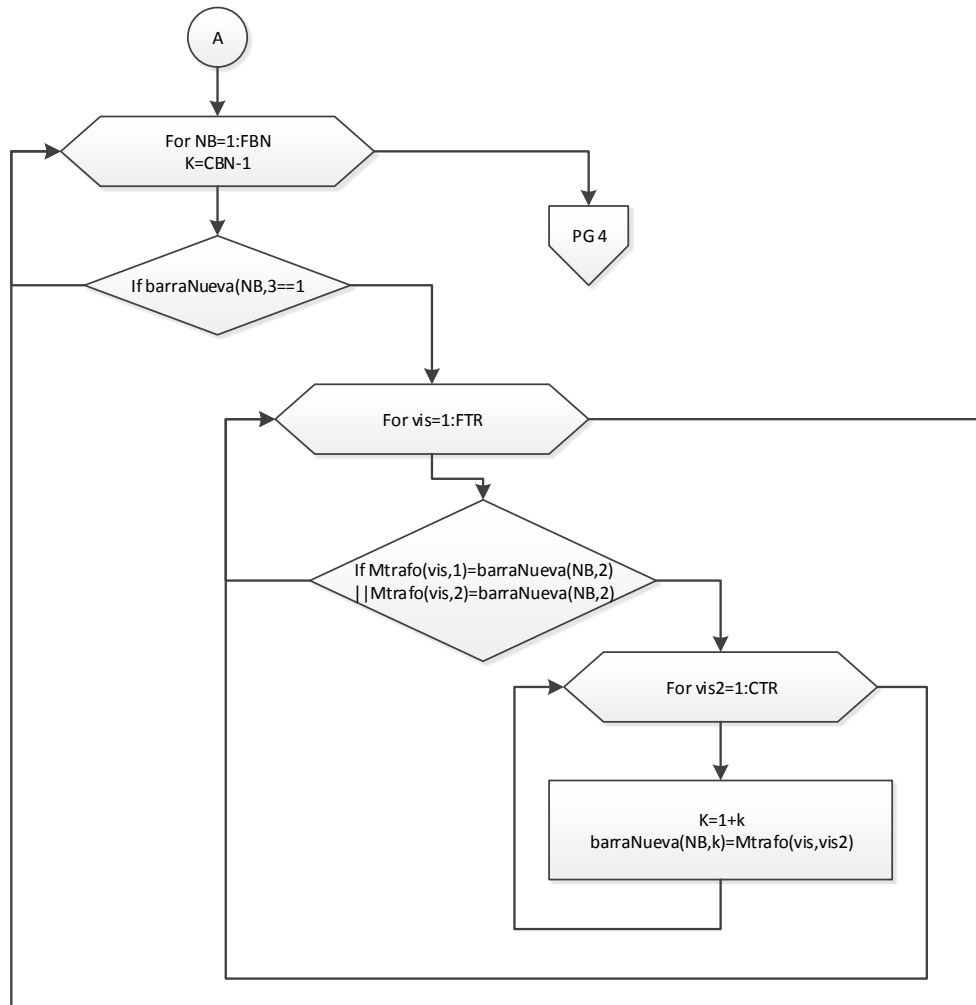 A
For NB=1:FBN
K=CBN-1
PG 4
If barraNueva(NB,3==1
For vis=1:FTR
If Mtrafo(vis,1)=barraNueva(NB,2)
||Mtrafo(vis,2)=barraNueva(NB,2)
For vis2=1:CTR
K=1+k
barraNueva(NB,k)=Mtrafo(vis,vis2)